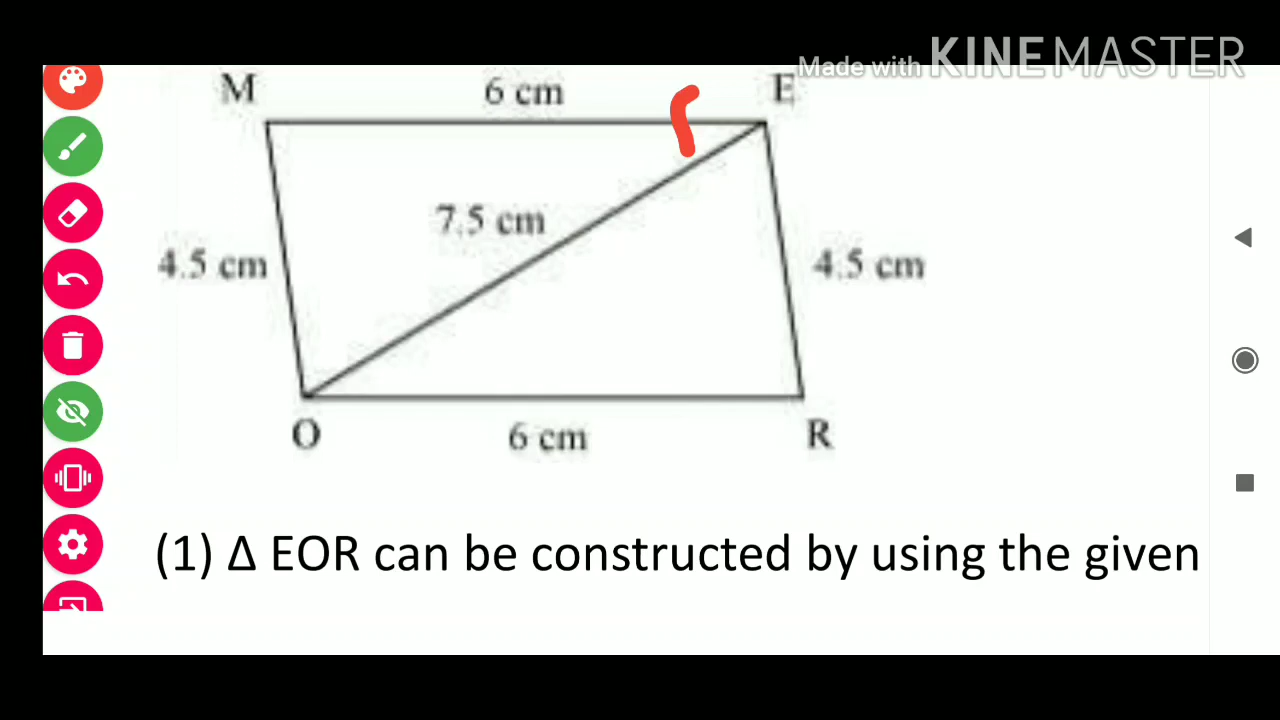 Made with KINEMASTER
M 6 cm E
7.5 cm
4.5 cm 4.5 cm
O 6 cm R
(1) Δ EOR can be constructed by using the given